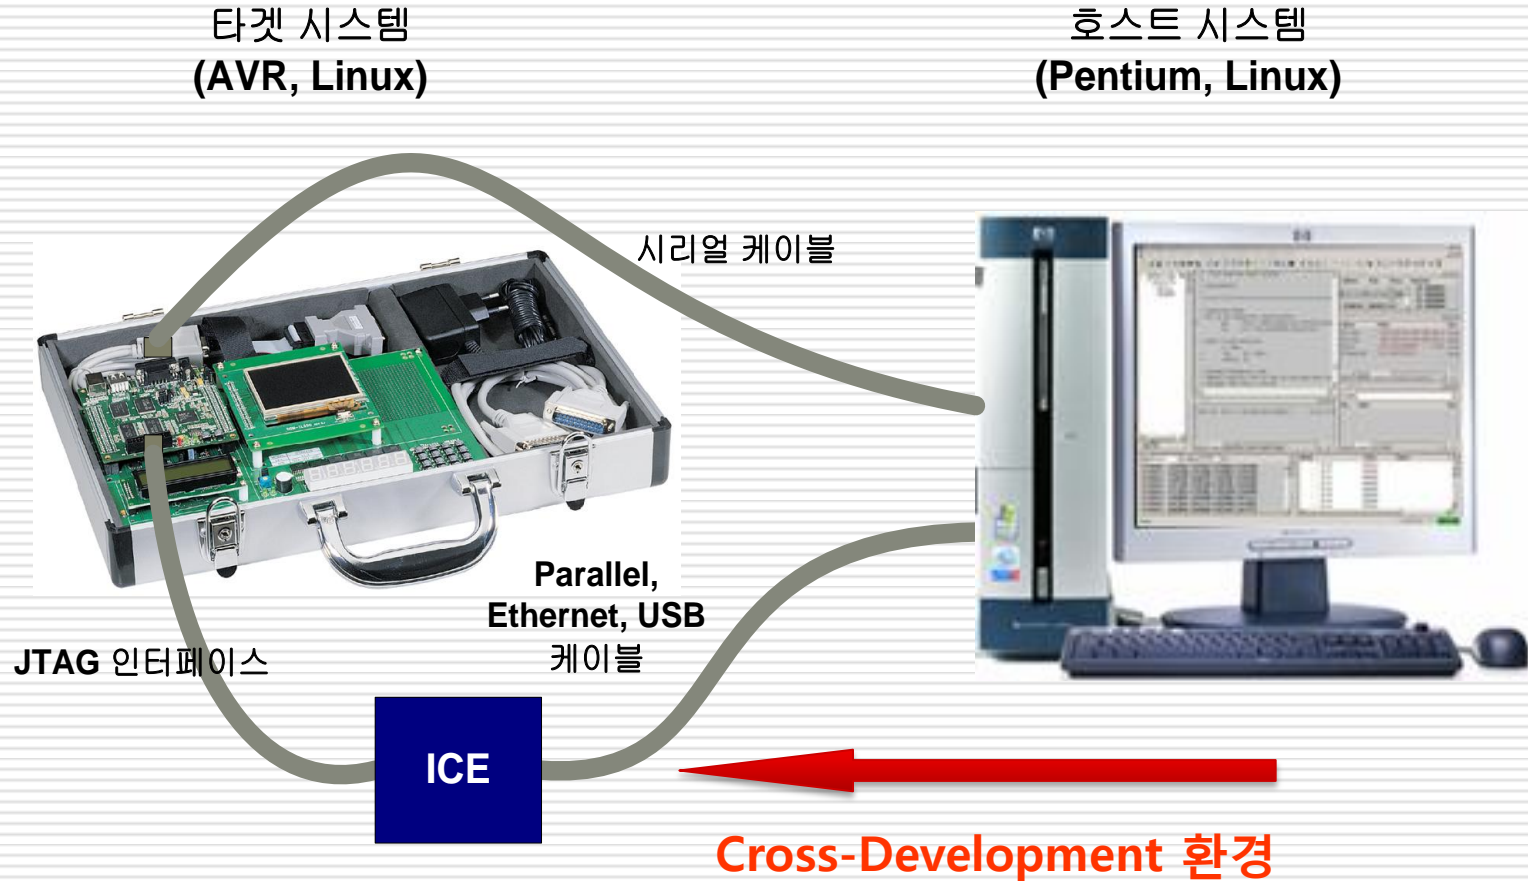 타겟 시스템
(AVR, Linux)
호스트 시스템
(Pentium, Linux)
시리얼 케이블
Parallel,
Ethernet, USB
케이블
JTAG 인터페이스
ICE
Cross-Development 환경